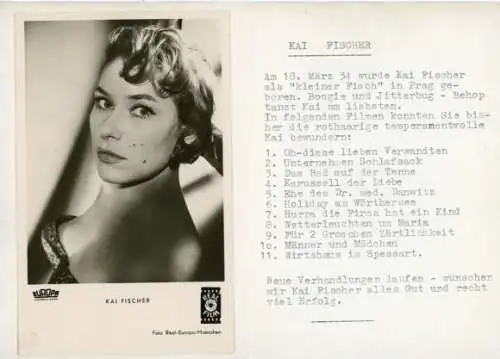 EUROPA
KAI FISCHER
REAL
FILM
Foto: Real-Europa-Hoenchen
KAI FISCHER
Am 18. März 34 wurde Kai Fischer
als "kleiner Fisch" in Prag ge-
boren. Boogie und Jitterbug - Behop
tanzt Kai am liebsten.
In folgenden Filmen konnten Sie bis-
her die rothaarige temperamentvolle
Kai bewundern:
1. Oh-diese lieben Verwandten
2. Unternehmen Schlafsack
3. Das Bad auf der Tenne
4. Karussell der Liebe
5. Ehe des Dr. med. Danwitz
6. Holiday am Wörthersee
7. Hurra die Firma hat ein Kind
8. Wetterleuchten um Maria
9. Für 2 Groschen Zärtlichkeit
10. Männer und Mädchen
11. Wirtshaus im Spessart.
Neue Verhandlungen laufen - wünschen
wir Kai Fischer alles Gut und recht
viel Erfolg.